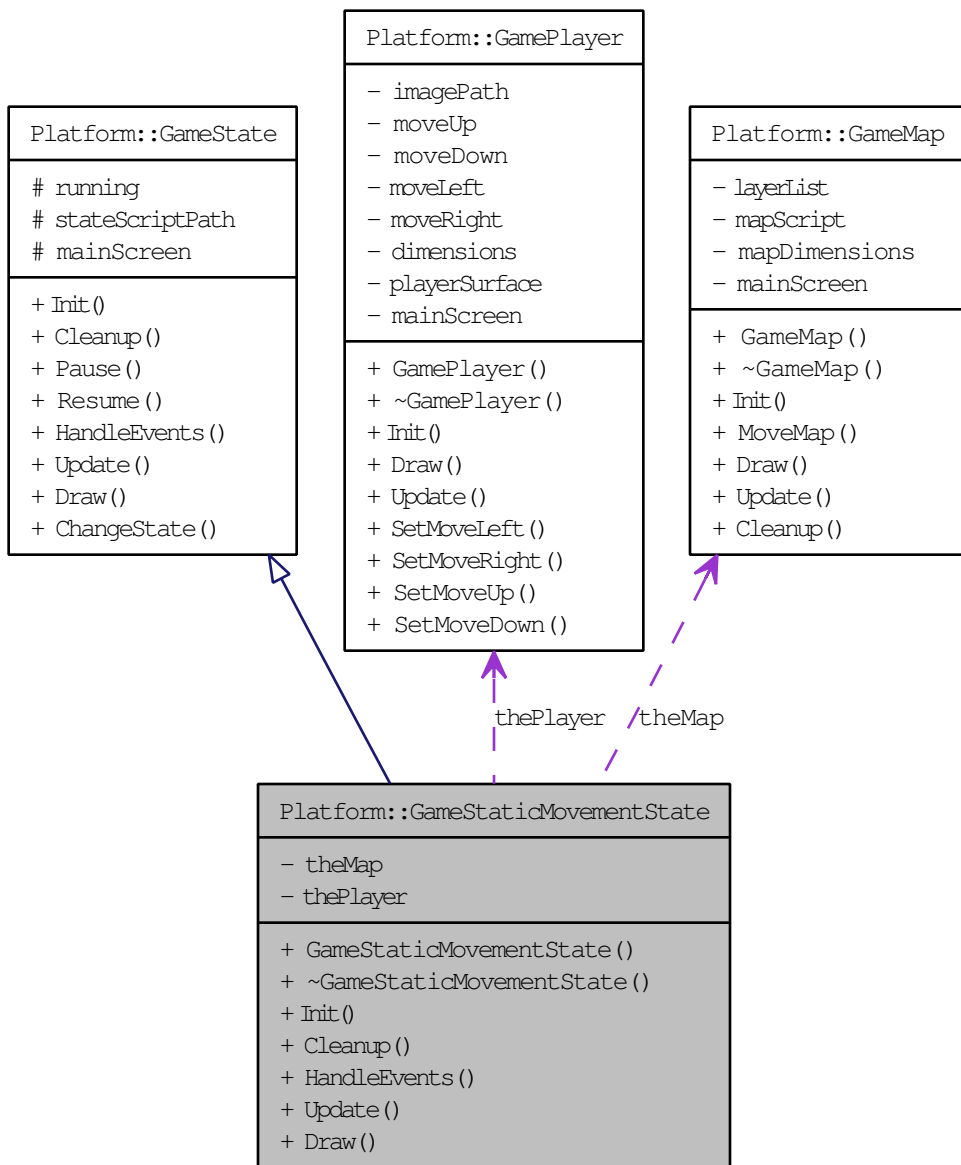 Platform::GamePlayer
- imagePath
- moveUp
- moveDown
- moveLeft
- moveRight
- dimensions
- playerSurface
- mainScreen
+ GamePlayer()
+ ~GamePlayer()
+ Init()
+ Draw()
+ Update()
+ SetMoveLeft()
+ SetMoveRight()
+ SetMoveUp()
+ SetMoveDown()
Platform::GameState
# running
# stateScriptPath
# mainScreen
+ Init()
+ Cleanup()
+ Pause()
+ Resume()
+ HandleEvents()
+ Update()
+ Draw()
+ ChangeState()
Platform::GameMap
- layerList
- mapScript
- mapDimensions
- mainScreen
+ GameMap()
+ ~GameMap()
+ Init()
+ MoveMap()
+ Draw()
+ Update()
+ Cleanup()
thePlayer
theMap
Platform::GameStaticMovementState
- theMap
- thePlayer
+ GameStaticMovementState()
+ ~GameStaticMovementState()
+ Init()
+ Cleanup()
+ HandleEvents()
+ Update()
+ Draw()